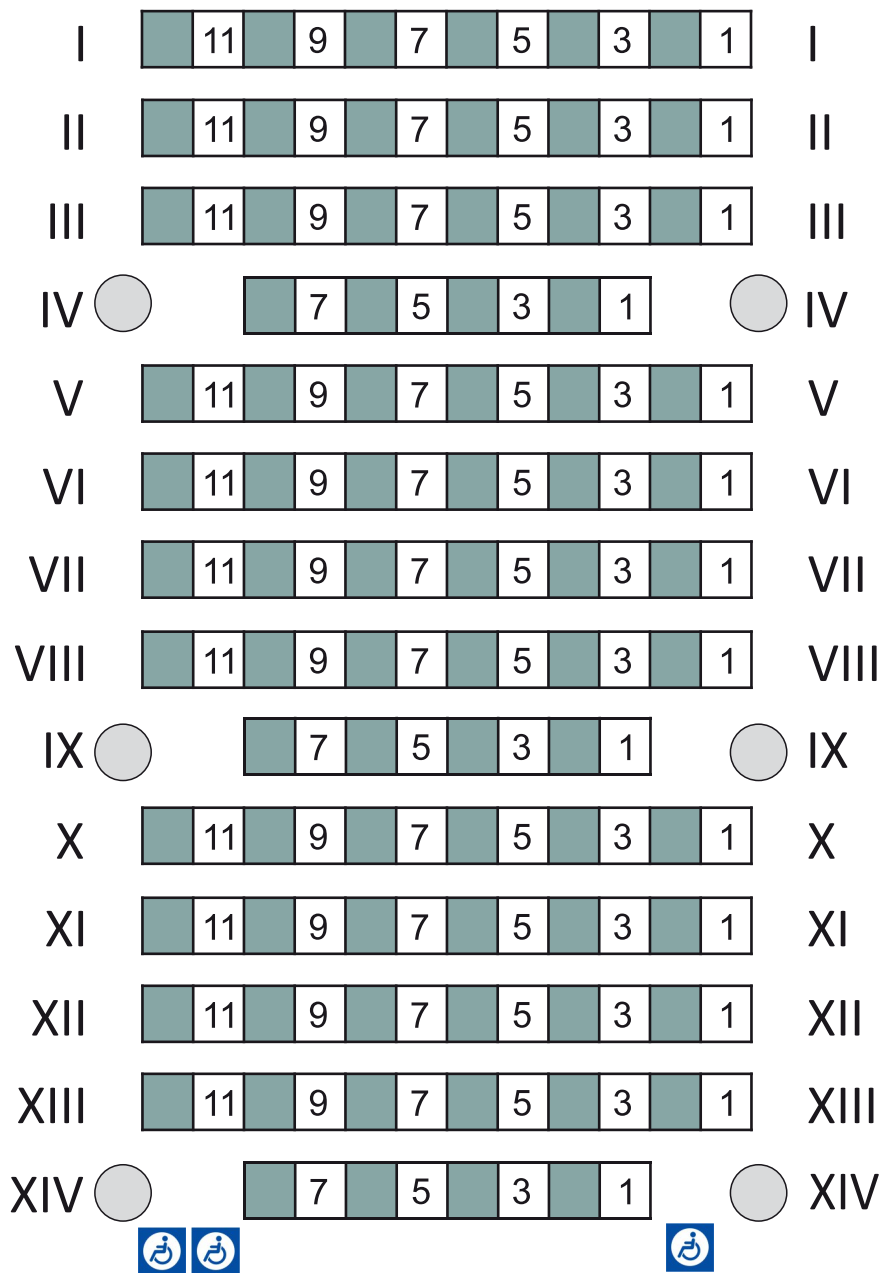 I 11 9 7 5 3 1 I
II 11 9 7 5 3 1 II
III 11 9 7 5 3 1 III
IV 7 5 3 1 IV
V 11 9 7 5 3 1 V
VI 11 9 7 5 3 1 VI
VII 11 9 7 5 3 1 VII
VIII 11 9 7 5 3 1 VIII
IX 7 5 3 1 IX
X 11 9 7 5 3 1 X
XI 11 9 7 5 3 1 XI
XII 11 9 7 5 3 1 XII
XIII 11 9 7 5 3 1 XIII
XIV 7 5 3 1 XIV